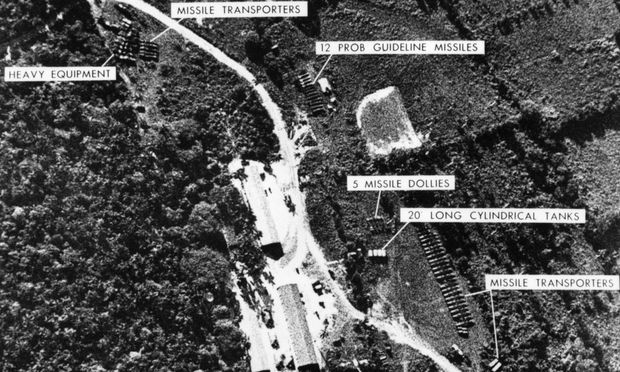 MISSILE TRANSPORTERS
12 PROB GUIDELINE MISSILES
HEAVY EQUIPMENT
5 MISSILE DOLLIES
20' LONG CYLINDRICAL TANKS
MISSILE TRANSPORTERS